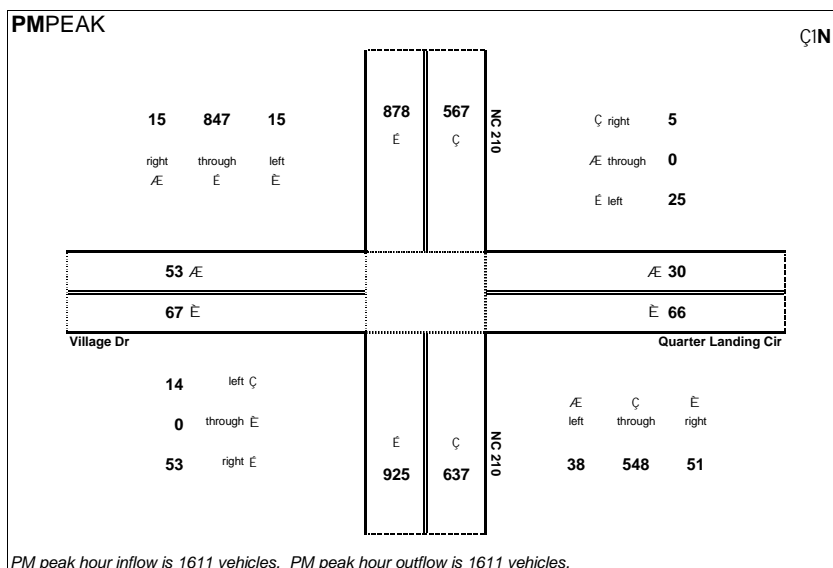 PMPEAK
Ç1N
15 847 15
right through left
Æ É È
878 567
É Ç
NC 210
Ç right 5
Æ through 0
É left 25
53 Æ
67 È
Æ 30
È 66
Village Dr
Quarter Landing Cir
14 left Ç
0 through È
53 right É
É Ç
925 637
NC 210
Æ Ç È
left through right
38 548 51
PM peak hour inflow is 1611 vehicles. PM peak hour outflow is 1611 vehicles.